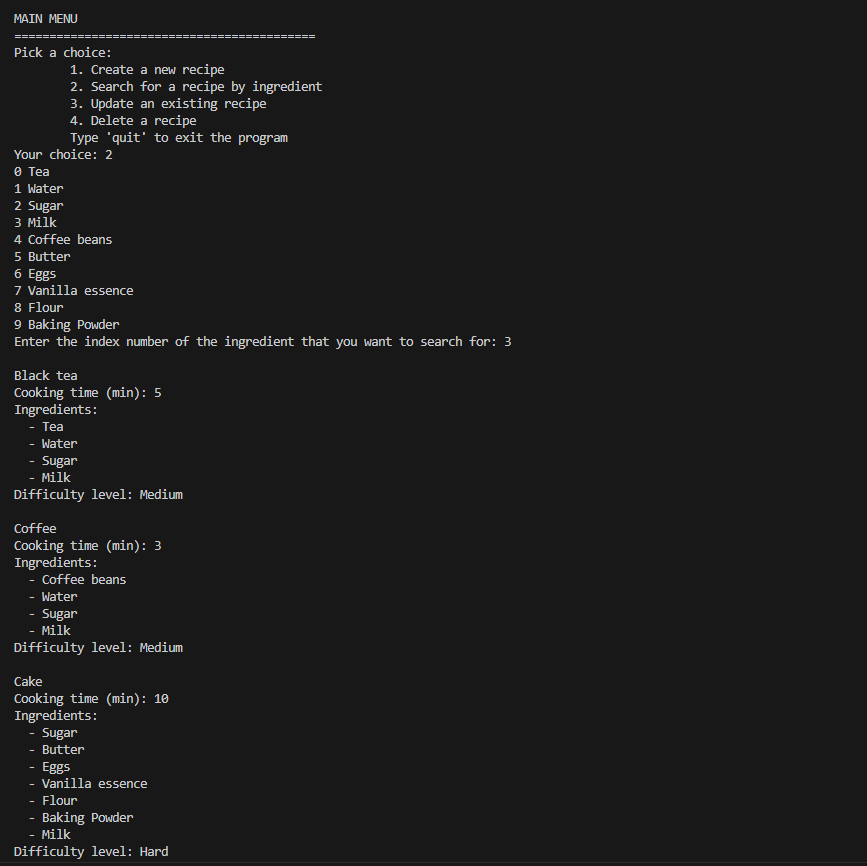 MAIN MENU
===========================================
Pick a choice:
        1. Create a new recipe
        2. Search for a recipe by ingredient
        3. Update an existing recipe
        4. Delete a recipe
        Type 'quit' to exit the program
Your choice: 2
0 Tea
1 Water
2 Sugar
3 Milk
4 Coffee beans
5 Butter
6 Eggs
7 Vanilla essence
8 Flour
9 Baking Powder
Enter the index number of the ingredient that you want to search for: 3

Black tea
Cooking time (min): 5
Ingredients:
  - Tea
  - Water
  - Sugar
  - Milk
Difficulty level: Medium

Coffee
Cooking time (min): 3
Ingredients:
  - Coffee beans
  - Water
  - Sugar
  - Milk
Difficulty level: Medium

Cake
Cooking time (min): 10
Ingredients:
  - Sugar
  - Butter
  - Eggs
  - Vanilla essence
  - Flour
  - Baking Powder
  - Milk
Difficulty level: Hard